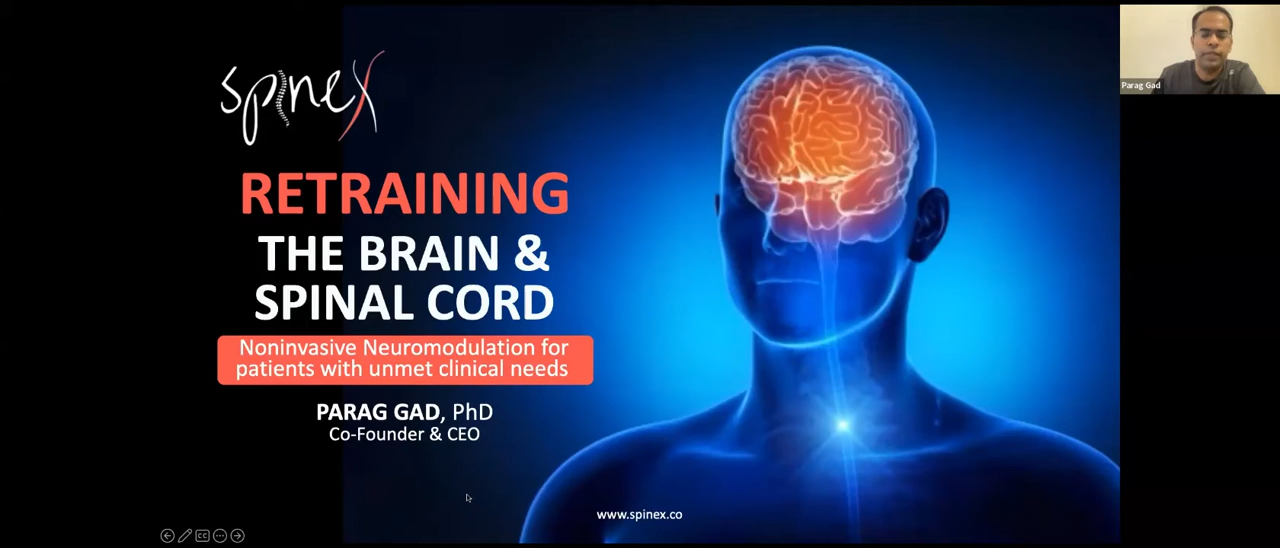 spinex
RETRAINING
THE BRAIN &
SPINAL CORD
Noninvasive Neuromodulation for
patients with unmet clinical needs
PARAG GAD, PhD
Co-Founder & CEO
www.spinex.co
Parag Gad
CC